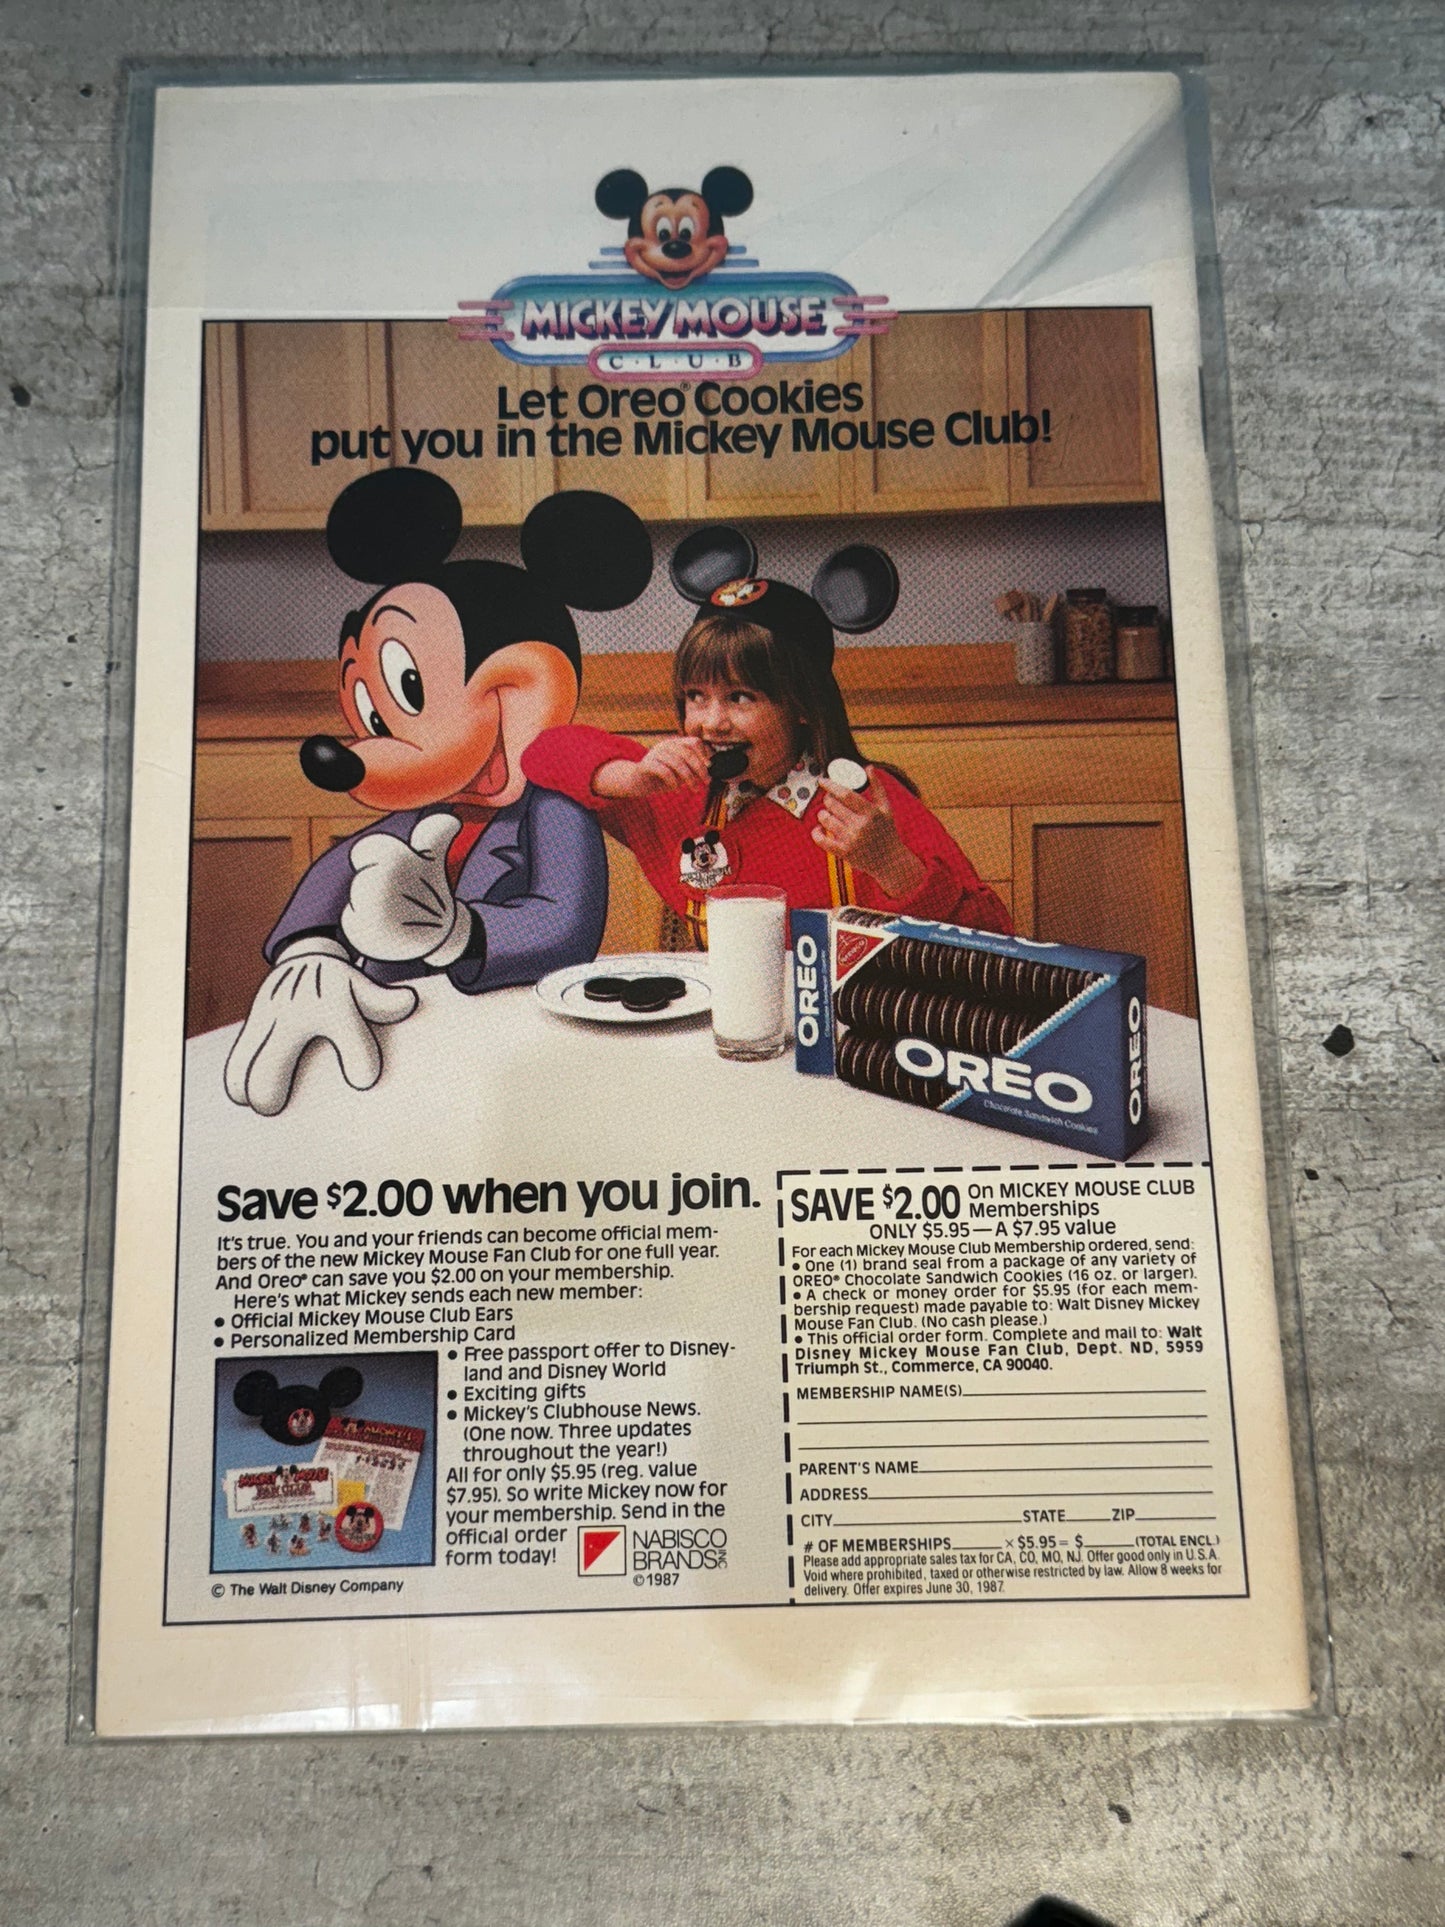 MICKEY MOUSE
C·L·U·B
Let Oreo® Cookies
put you in the Mickey Mouse Club!
OREO
Chocolate Sandwich Cookies
NABISCO
OREO
Chocolate Sandwich Cookies
OREO
Chocolate Sandwich Cookies
OREO
Save $2.00 when you join.
It's true. You and your friends can become official mem-
bers of the new Mickey Mouse Fan Club for one full year.
And Oreo® can save you $2.00 on your membership.
Here's what Mickey sends each new member:
• Official Mickey Mouse Club Ears
• Personalized Membership Card
• Free passport offer to Disney-
land and Disney World
• Exciting gifts
• Mickey's Clubhouse News.
(One now. Three updates
throughout the year!)
All for only $5.95 (reg. value
$7.95). So write Mickey now for
your membership. Send in the
official order
form today!
MICKEY MOUSE
FAN CLUB
NABISCO
BRANDS INC
© 1987
© The Walt Disney Company
SAVE $2.00 On MICKEY MOUSE CLUB
Memberships
ONLY $5.95—A $7.95 value
For each Mickey Mouse Club Membership ordered, send:
• One (1) brand seal from a package of any variety of
OREO® Chocolate Sandwich Cookies (16 oz. or larger).
• A check or money order for $5.95 (for each mem-
bership request) made payable to: Walt Disney Mickey
Mouse Fan Club. (No cash please.)
• This official order form. Complete and mail to: Walt
Disney Mickey Mouse Fan Club, Dept. ND, 5959
Triumph St., Commerce, CA 90040.
MEMBERSHIP NAME(S)
PARENT'S NAME
ADDRESS
CITY STATE ZIP
# OF MEMBERSHIPS × $5.95 = $ (TOTAL ENCL.)
Please add appropriate sales tax for CA, CO, MO, NJ. Offer good only in U.S.A.
Void where prohibited, taxed or otherwise restricted by law. Allow 8 weeks for
delivery. Offer expires June 30, 1987.